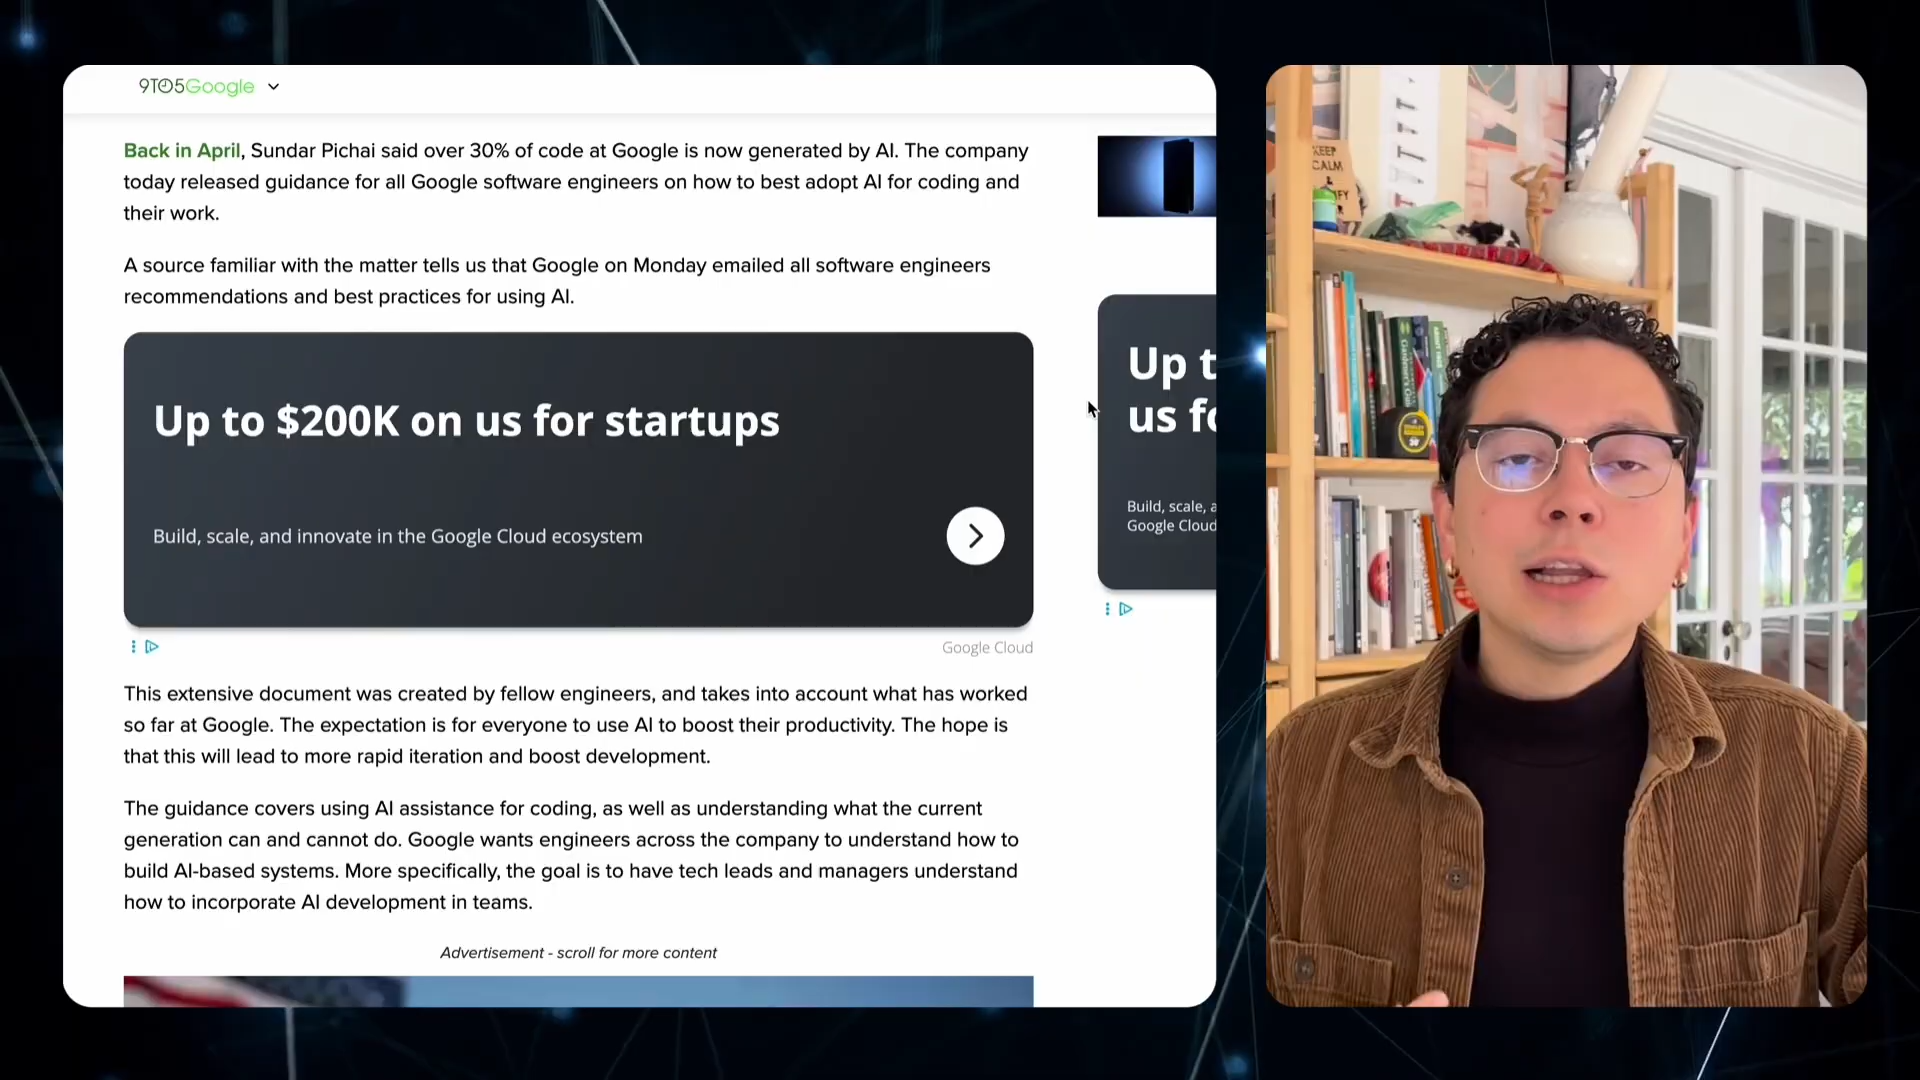 9TO5Google
Back in April, Sundar Pichai said over 30% of code at Google is now generated by AI. The company
today released guidance for all Google software engineers on how to best adopt AI for coding and
their work.
A source familiar with the matter tells us that Google on Monday emailed all software engineers
recommendations and best practices for using AI.
Up to $200K on us for startups
Build, scale, and innovate in the Google Cloud ecosystem
Google Cloud
This extensive document was created by fellow engineers, and takes into account what has worked
so far at Google. The expectation is for everyone to use AI to boost their productivity. The hope is
that this will lead to more rapid iteration and boost development.
The guidance covers using AI assistance for coding, as well as understanding what the current
generation can and cannot do. Google wants engineers across the company to understand how to
build AI-based systems. More specifically, the goal is to have tech leads and managers understand
how to incorporate AI development in teams.
Advertisement - scroll for more content
Up t
us fo
Build, scale, a
Google Cloud
KEEP
CALM